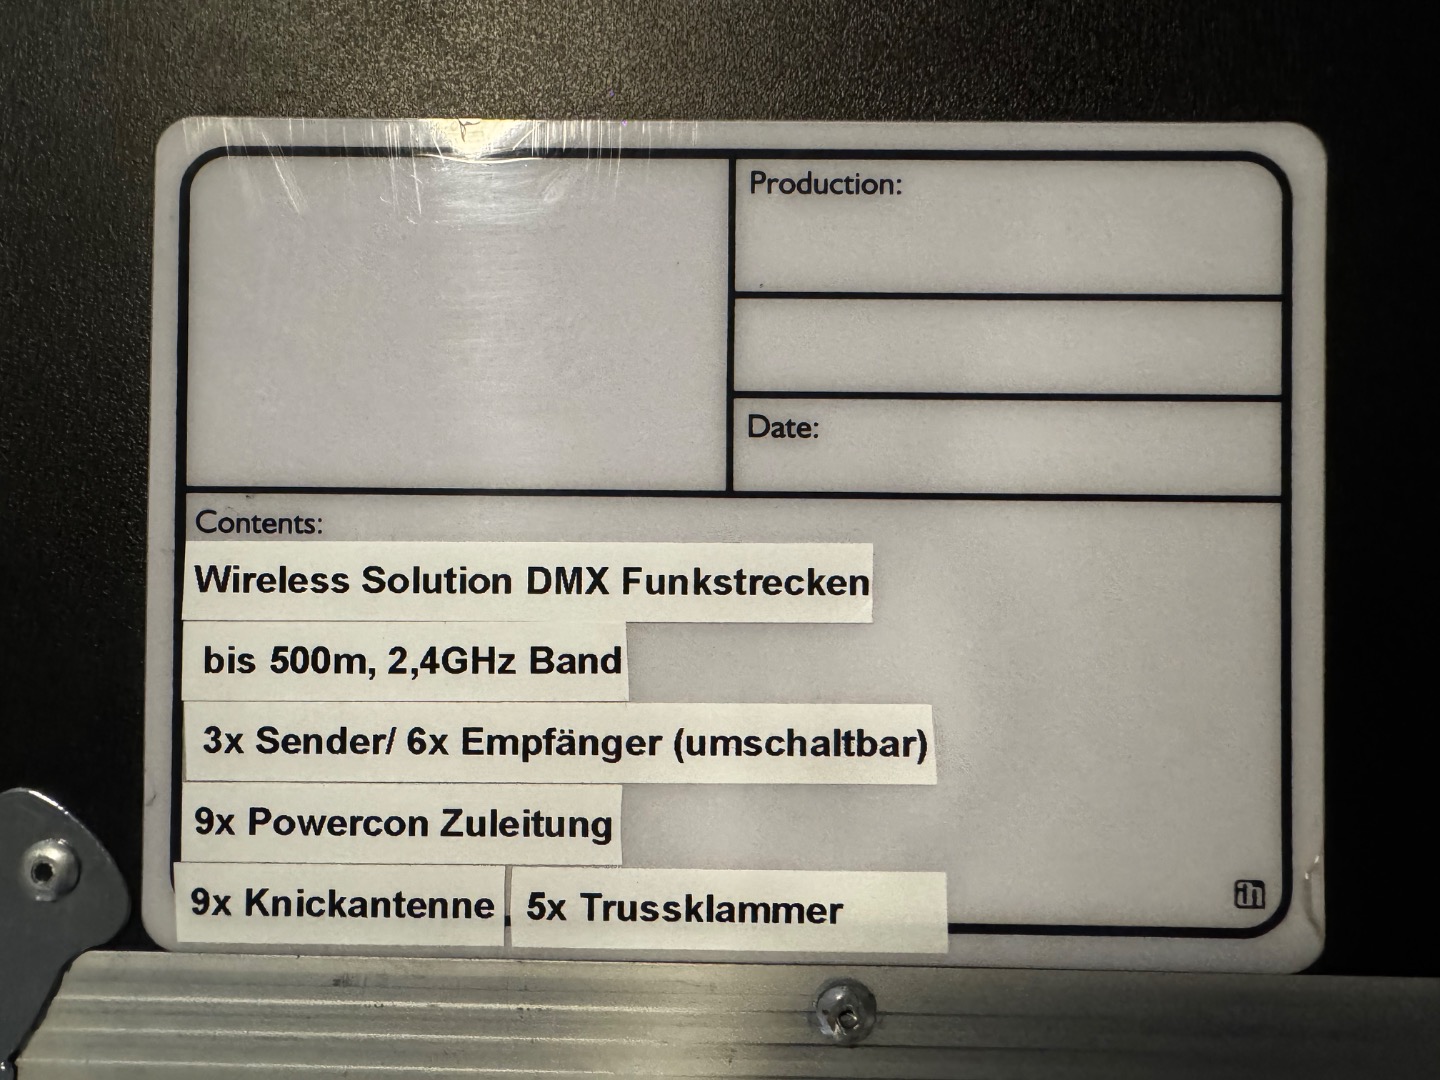 Production:
Date:
Contents:
Wireless Solution DMX Funkstrecken
bis 500m, 2,4GHz Band
3x Sender/ 6x Empfänger (umschaltbar)
9x Powercon Zuleitung
9x Knickantenne 5x Trussklammer